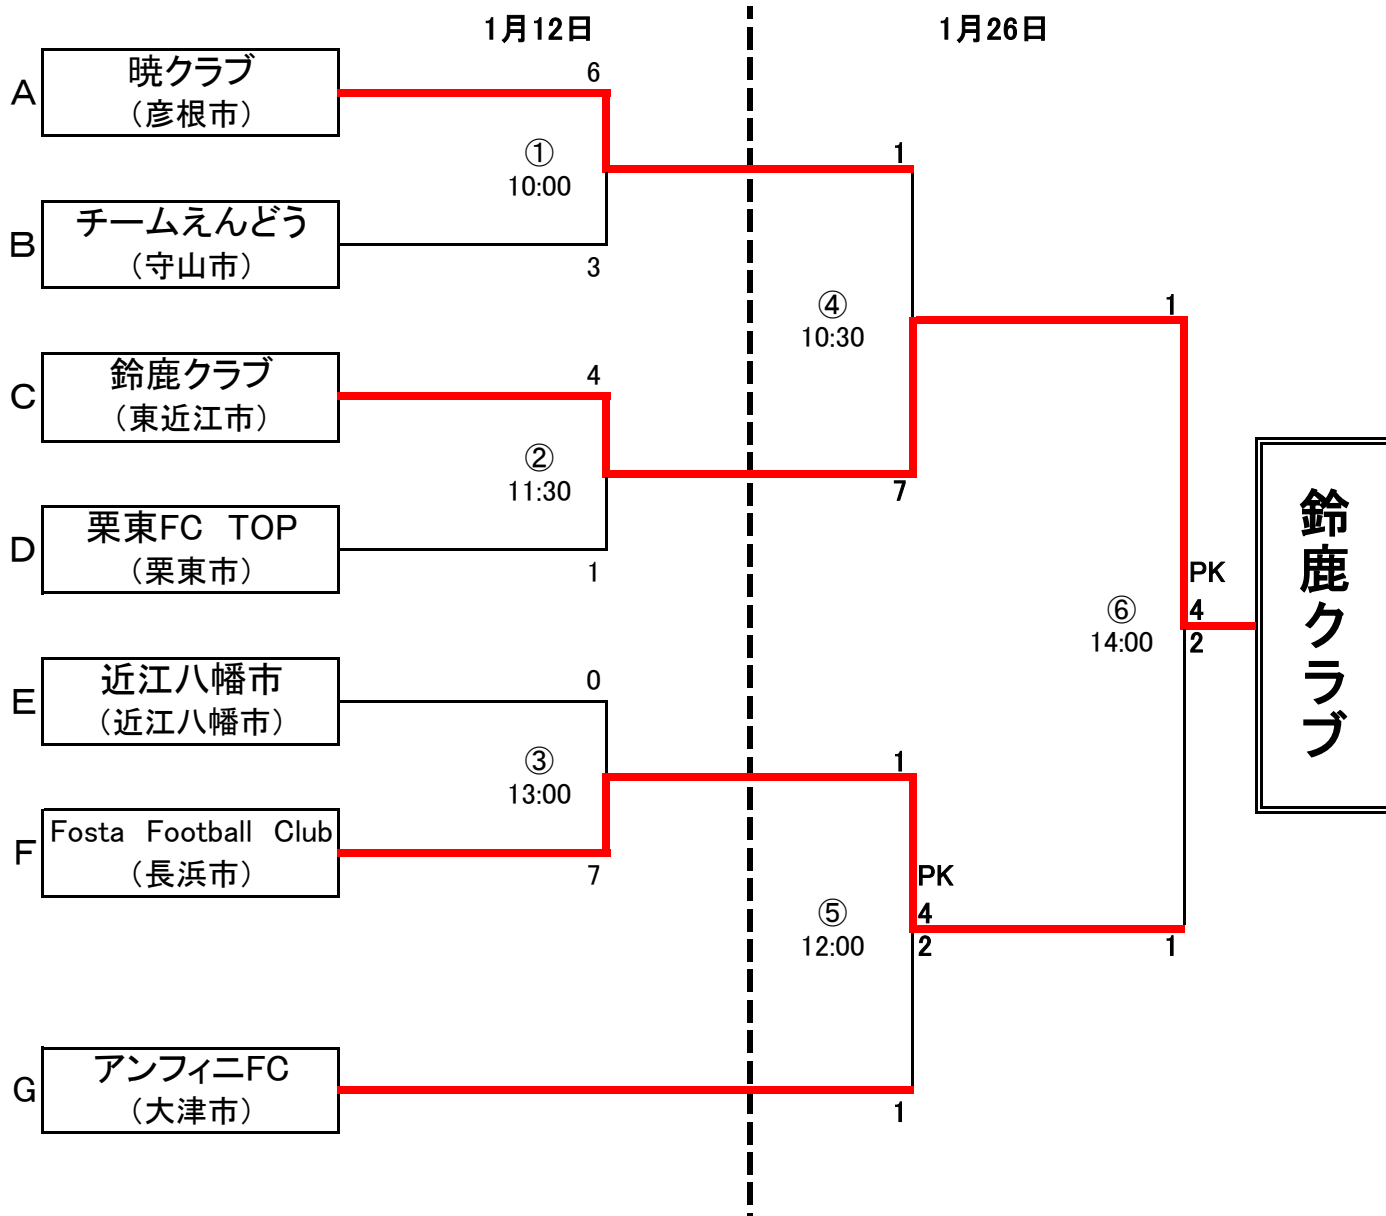 1月12日
1月26日
A
暁クラブ
（彦根市）
6
①
10:00
1
B
チームえんどう
（守山市）
3
④
10:30
1
C
鈴鹿クラブ
（東近江市）
4
②
11:30
7
D
栗東FC　TOP
（栗東市）
1
PK
4
2
⑥
14:00
鈴鹿クラブ
E
近江八幡市
（近江八幡市）
0
③
13:00
1
F
Fosta　Football　Club
（長浜市）
7
PK
4
2
⑤
12:00
1
G
アンフィニFC
（大津市）
1